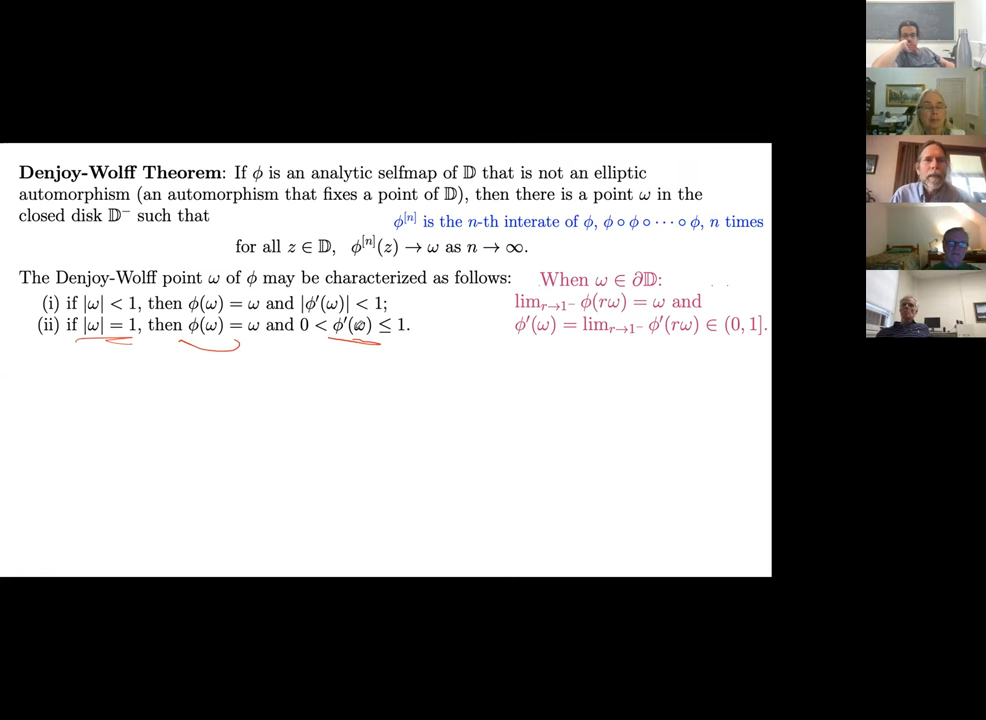 Denjoy-Wolff Theorem: If ϕ is an analytic selfmap of 𝔻 that is not an elliptic
automorphism (an automorphism that fixes a point of 𝔻), then there is a point ω in the
closed disk 𝔻⁻ such that
ϕ^[n] is the n-th interate of ϕ, ϕ ∘ ϕ ∘ ⋯ ∘ ϕ, n times
for all z ∈ 𝔻, ϕ^[n](z) → ω as n → ∞.
The Denjoy-Wolff point ω of ϕ may be characterized as follows:
When ω ∈ ∂𝔻:
(i) if |ω| < 1, then ϕ(ω) = ω and |ϕ′(ω)| < 1;
lim_{r→1⁻} ϕ(rω) = ω and
(ii) if |ω| = 1, then ϕ(ω) = ω and 0 < ϕ′(ω) ≤ 1.
ϕ′(ω) = lim_{r→1⁻} ϕ′(rω) ∈ (0, 1].